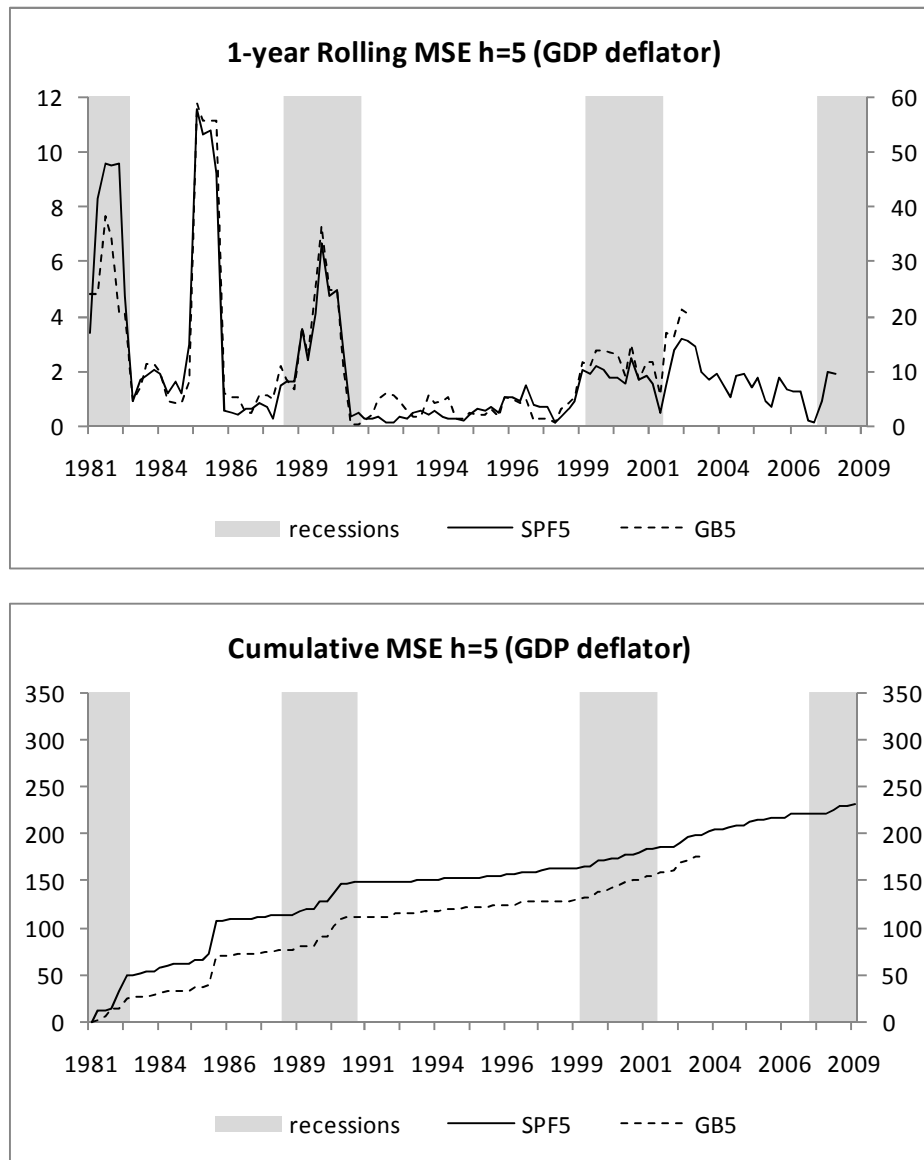 1-year Rolling MSE h=5 (GDP deflator)
12 60
10 50
8 40
6 30
4 20
2 10
0 0
1981 1984 1986 1989 1991 1994 1996 1999 2001 2004 2006 2009
recessions SPF5 GB5
Cumulative MSE h=5 (GDP deflator)
350 350
300 300
250 250
200 200
150 150
100 100
50 50
0 0
1981 1984 1986 1989 1991 1994 1996 1999 2001 2004 2006 2009
recessions SPF5 GB5